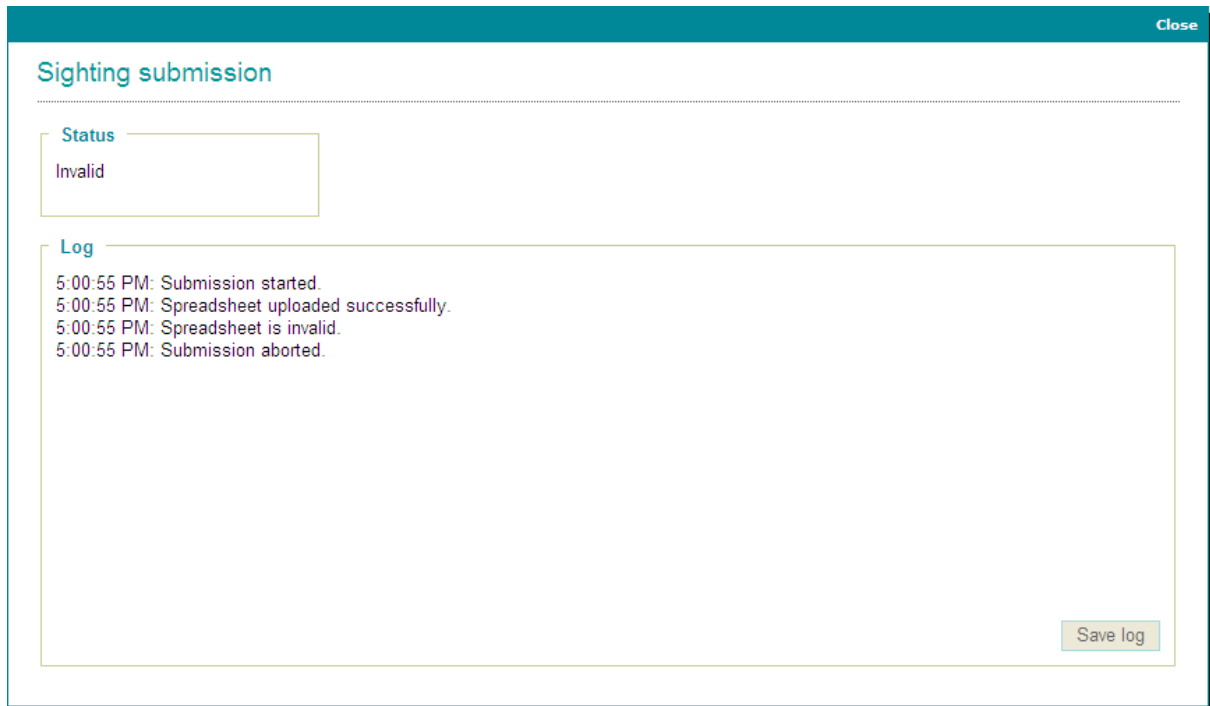 Close
Sighting submission
Status
Invalid
Log
5:00:55 PM: Submission started.
5:00:55 PM: Spreadsheet uploaded successfully.
5:00:55 PM: Spreadsheet is invalid.
5:00:55 PM: Submission aborted.
Save log